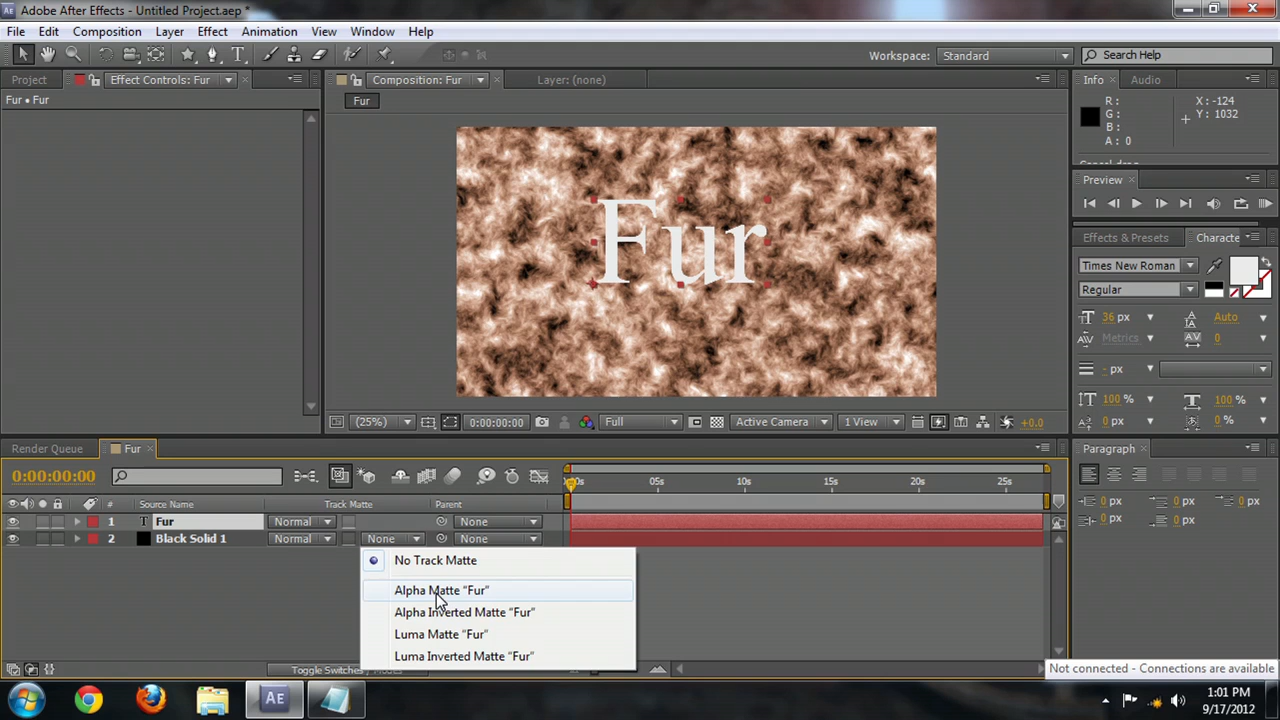 Adobe After Effects - Untitled Project.aep *
File Edit Composition Layer Effect Animation View Window Help
Workspace: Standard Search Help
Project Effect Controls: Fur Composition: Fur Layer: (none) Info Audio
Fur • Fur Fur
R: X: -124
G: Y: 1032
B:
A: 0
Preview
Effects & Presets Characte
Fur
Times New Roman
Regular
36 px Auto
Metrics 0
- px
100 % 100 %
0 px 0 %
(25%) 0:00:00:00 Full Active Camera 1 View +0.0
Render Queue Fur Paragraph
0:00:00:00 00s 05s 10s 15s 20s 25s
# Source Name Track Matte Parent
1 T Fur Normal None
2 Black Solid 1 Normal None None
0 px 0 px 0 px
0 px 0 px
No Track Matte
Alpha Matte “Fur”
Alpha Inverted Matte “Fur”
Luma Matte “Fur”
Luma Inverted Matte “Fur”
Toggle Switches
Not connected - Connections are available
AE
1:01 PM
9/17/2012